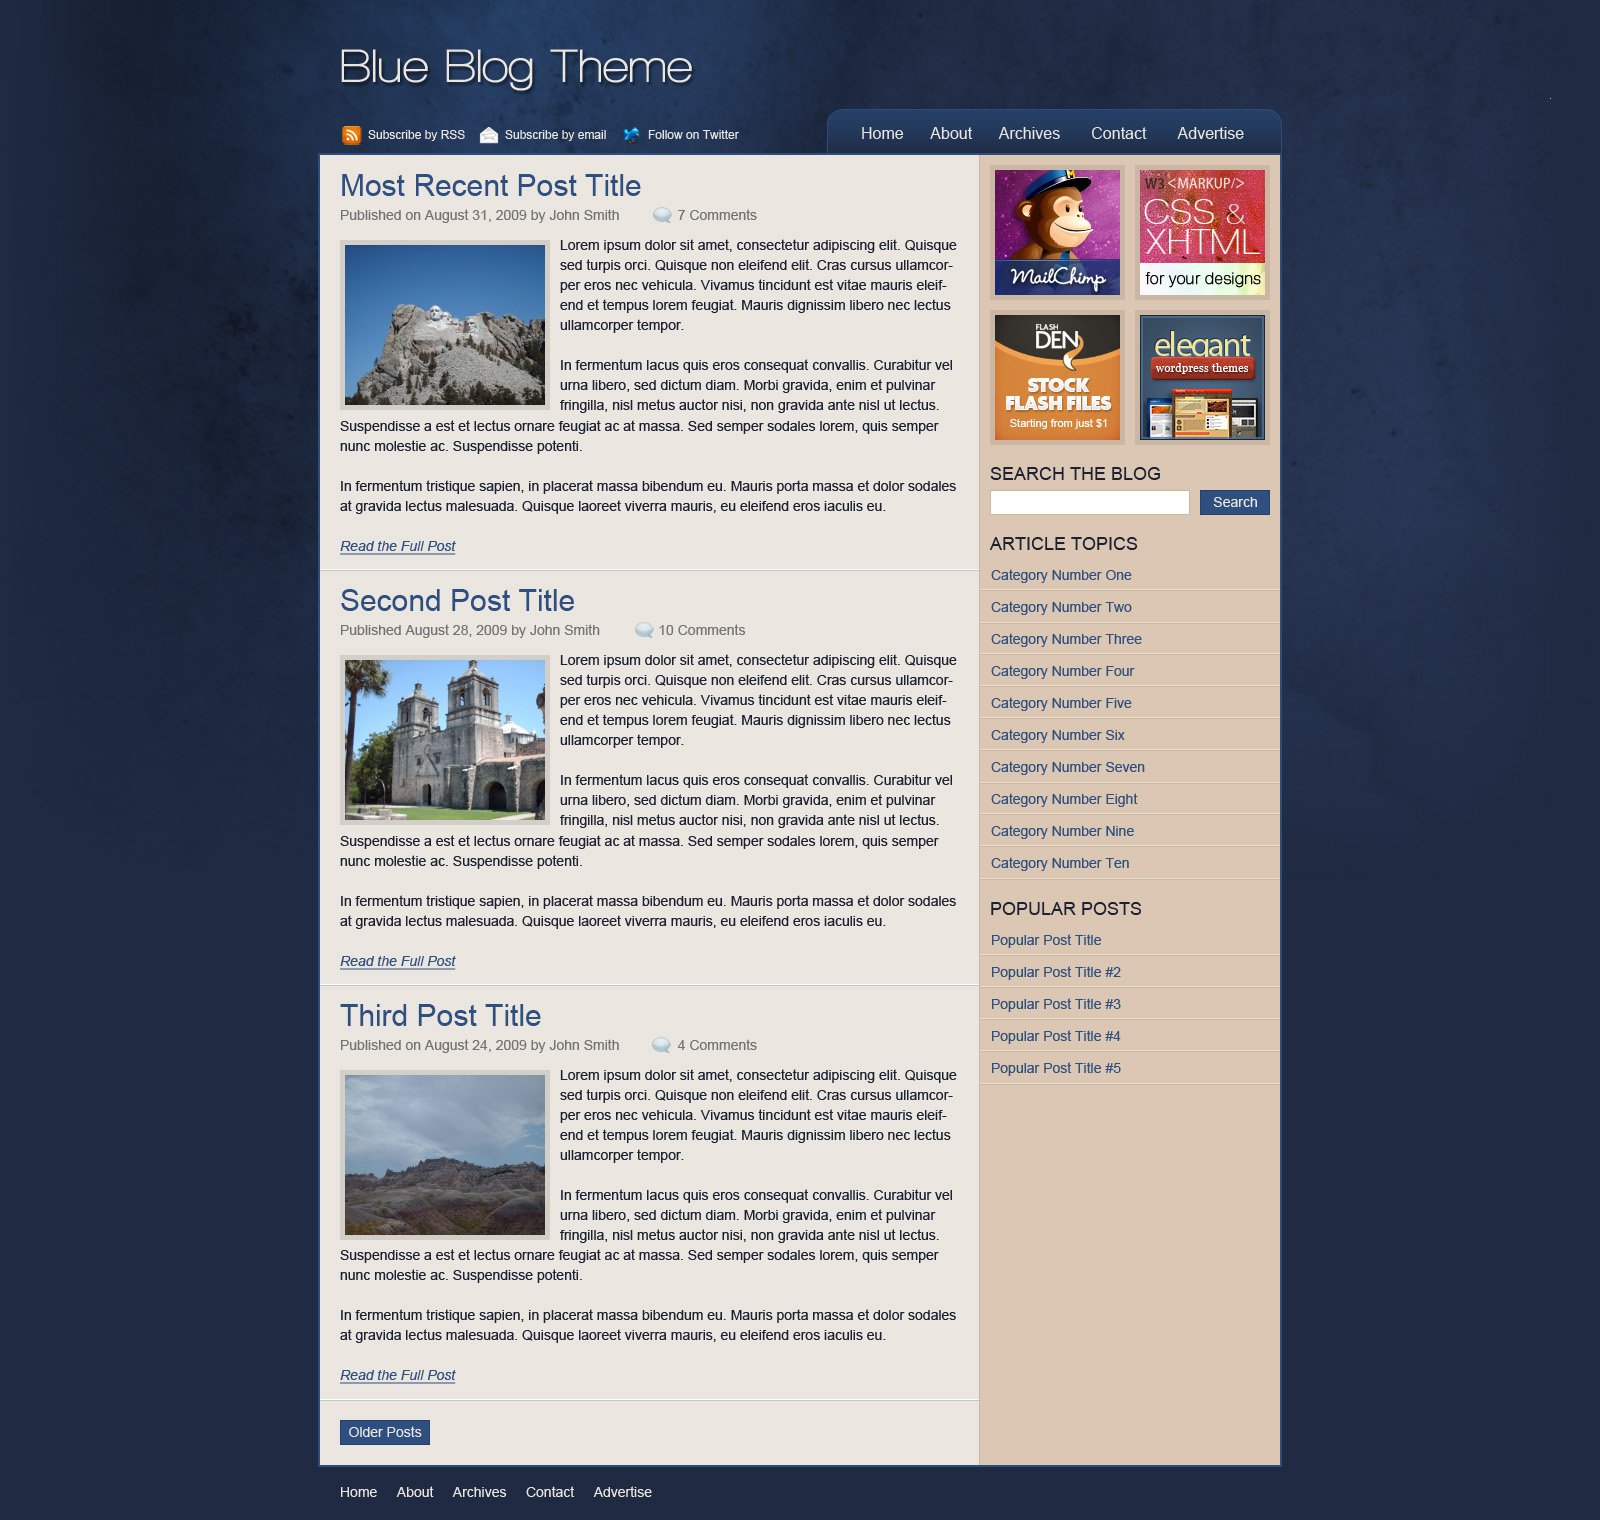 Blue Blog Theme
Subscribe by RSS
Subscribe by email
Follow on Twitter
Home
About
Archives
Contact
Advertise
Most Recent Post Title
Published on August 31, 2009 by John Smith
7 Comments
Lorem ipsum dolor sit amet, consectetur adipiscing elit. Quisque
sed turpis orci. Quisque non eleifend elit. Cras cursus ullamcor-
per eros nec vehicula. Vivamus tincidunt est vitae mauris eleif-
end et tempus lorem feugiat. Mauris dignissim libero nec lectus
ullamcorper tempor.
In fermentum lacus quis eros consequat convallis. Curabitur vel
urna libero, sed dictum diam. Morbi gravida, enim et pulvinar
fringilla, nisl metus auctor nisi, non gravida ante nisl ut lectus.
Suspendisse a est et lectus ornare feugiat ac at massa. Sed semper sodales lorem, quis semper
nunc molestie ac. Suspendisse potenti.
In fermentum tristique sapien, in placerat massa bibendum eu. Mauris porta massa et dolor sodales
at gravida lectus malesuada. Quisque laoreet viverra mauris, eu eleifend eros iaculis eu.
Read the Full Post
Second Post Title
Published August 28, 2009 by John Smith
10 Comments
Lorem ipsum dolor sit amet, consectetur adipiscing elit. Quisque
sed turpis orci. Quisque non eleifend elit. Cras cursus ullamcor-
per eros nec vehicula. Vivamus tincidunt est vitae mauris eleif-
end et tempus lorem feugiat. Mauris dignissim libero nec lectus
ullamcorper tempor.
In fermentum lacus quis eros consequat convallis. Curabitur vel
urna libero, sed dictum diam. Morbi gravida, enim et pulvinar
fringilla, nisl metus auctor nisi, non gravida ante nisl ut lectus.
Suspendisse a est et lectus ornare feugiat ac at massa. Sed semper sodales lorem, quis semper
nunc molestie ac. Suspendisse potenti.
In fermentum tristique sapien, in placerat massa bibendum eu. Mauris porta massa et dolor sodales
at gravida lectus malesuada. Quisque laoreet viverra mauris, eu eleifend eros iaculis eu.
Read the Full Post
Third Post Title
Published on August 24, 2009 by John Smith
4 Comments
Lorem ipsum dolor sit amet, consectetur adipiscing elit. Quisque
sed turpis orci. Quisque non eleifend elit. Cras cursus ullamcor-
per eros nec vehicula. Vivamus tincidunt est vitae mauris eleif-
end et tempus lorem feugiat. Mauris dignissim libero nec lectus
ullamcorper tempor.
In fermentum lacus quis eros consequat convallis. Curabitur vel
urna libero, sed dictum diam. Morbi gravida, enim et pulvinar
fringilla, nisl metus auctor nisi, non gravida ante nisl ut lectus.
Suspendisse a est et lectus ornare feugiat ac at massa. Sed semper sodales lorem, quis semper
nunc molestie ac. Suspendisse potenti.
In fermentum tristique sapien, in placerat massa bibendum eu. Mauris porta massa et dolor sodales
at gravida lectus malesuada. Quisque laoreet viverra mauris, eu eleifend eros iaculis eu.
Read the Full Post
Older Posts
MailChimp
W3 <MARKUP/>
CSS &
XHTML
for your designs
FLASH
DEN
STOCK
FLASH FILES
Starting from just $1
elegant
wordpress themes
SEARCH THE BLOG
Search
ARTICLE TOPICS
Category Number One
Category Number Two
Category Number Three
Category Number Four
Category Number Five
Category Number Six
Category Number Seven
Category Number Eight
Category Number Nine
Category Number Ten
POPULAR POSTS
Popular Post Title
Popular Post Title #2
Popular Post Title #3
Popular Post Title #4
Popular Post Title #5
Home
About
Archives
Contact
Advertise